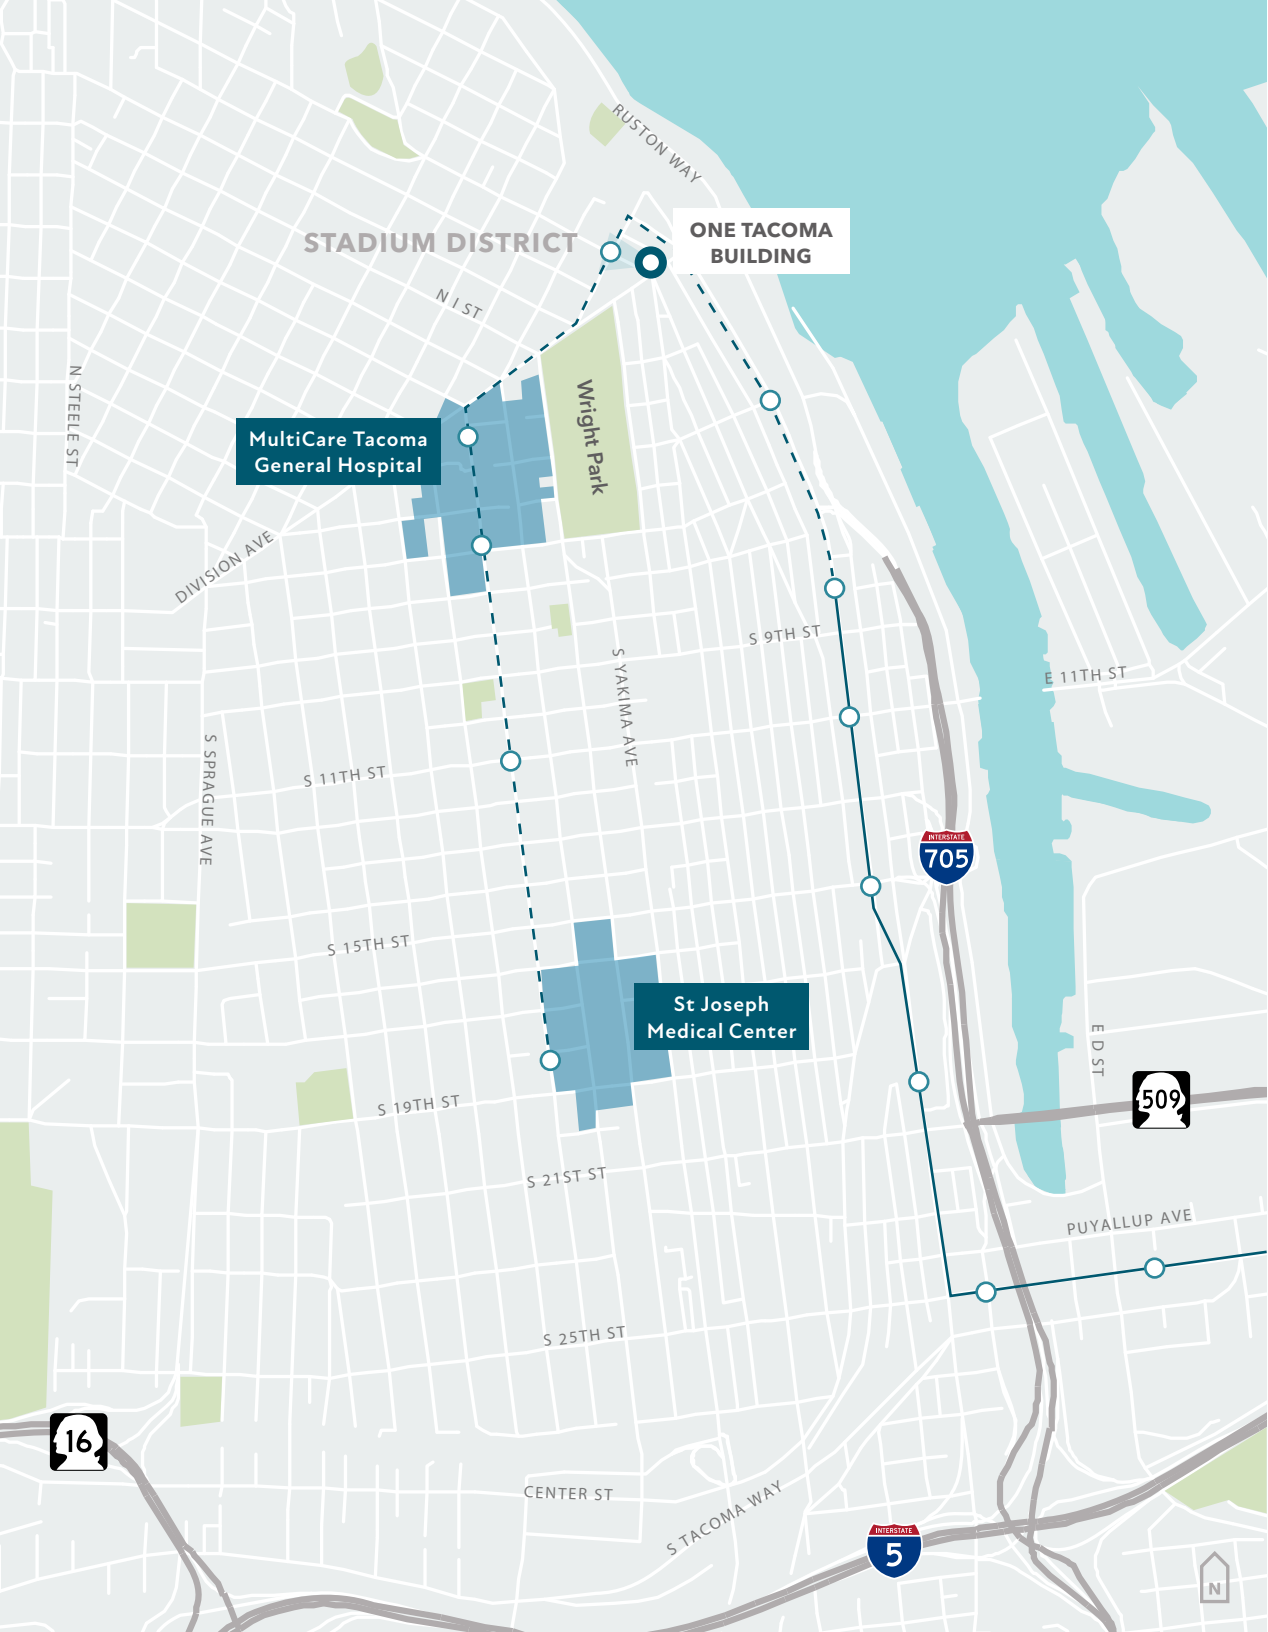 RUSTON WAY
STADIUM DISTRICT
ONE TACOMA
BUILDING
N I ST
N STEELE ST
Wright Park
MultiCare Tacoma
General Hospital
DIVISION AVE
S 9TH ST
S YAKIMA AVE
E 11TH ST
S SPRAGUE AVE
S 11TH ST
INTERSTATE
705
S 15TH ST
St Joseph
Medical Center
E D ST
S 19TH ST
509
S 21ST ST
PUYALLUP AVE
S 25TH ST
16
CENTER ST
S TACOMA WAY
INTERSTATE
5
N